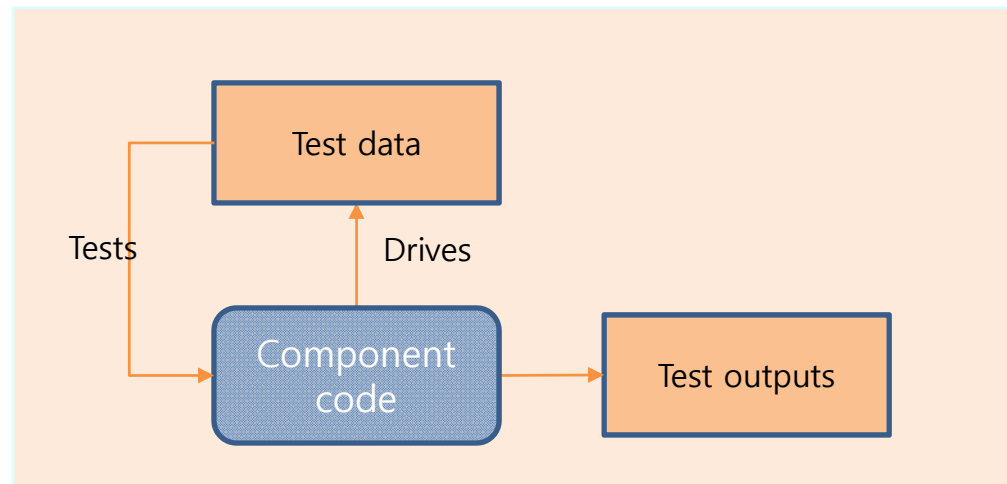 Test data
Tests
Drives
Component
code
Test outputs